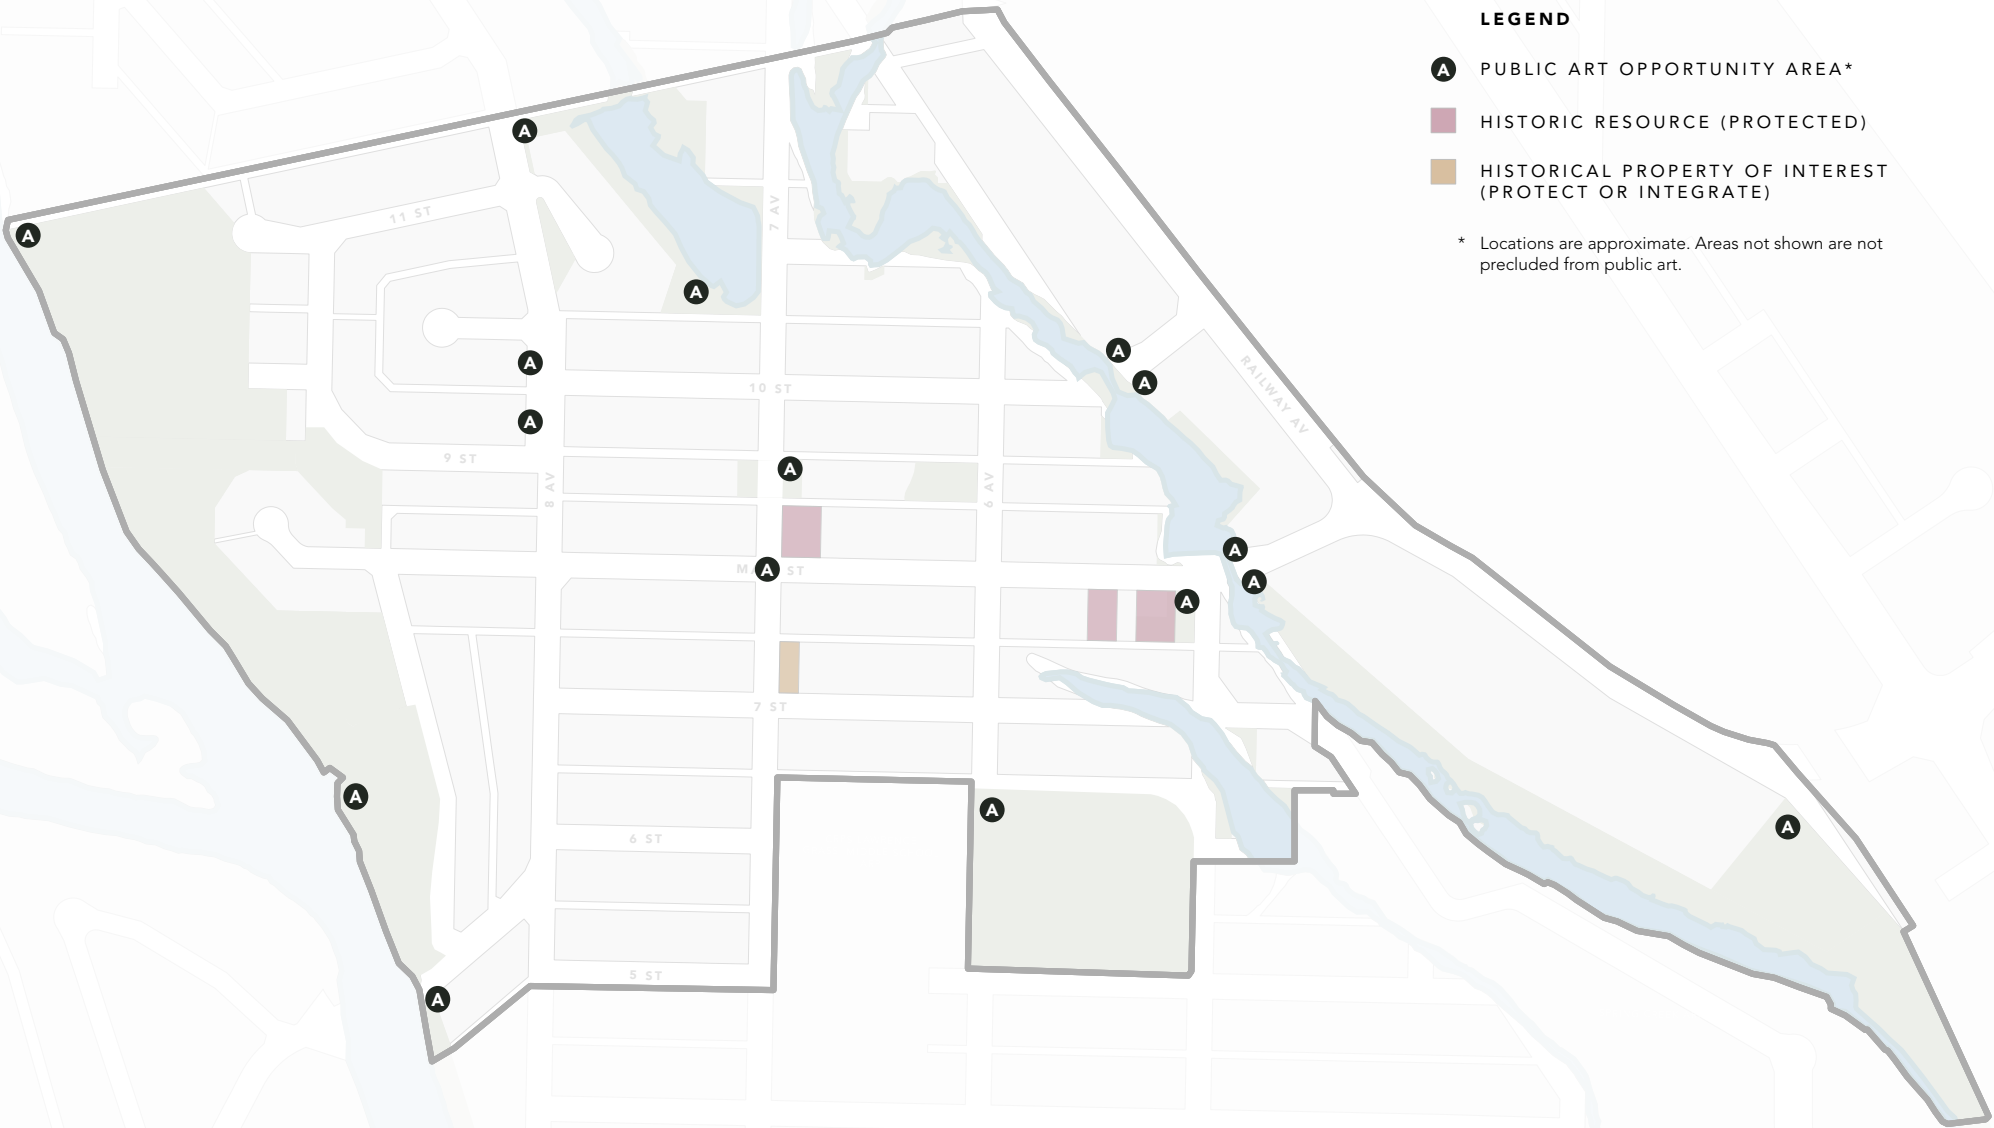 LEGEND
A PUBLIC ART OPPORTUNITY AREA*
HISTORIC RESOURCE (PROTECTED)
HISTORICAL PROPERTY OF INTEREST
(PROTECT OR INTEGRATE)
* Locations are approximate. Areas not shown are not
precluded from public art.
A
A
11 ST
7 AV
A
A
A
A
RAILWAY AV
10 ST
A
9 ST
8 AV
A
6 AV
A
ST
A
A
A
7 ST
A
A
A
6 ST
5 ST
A